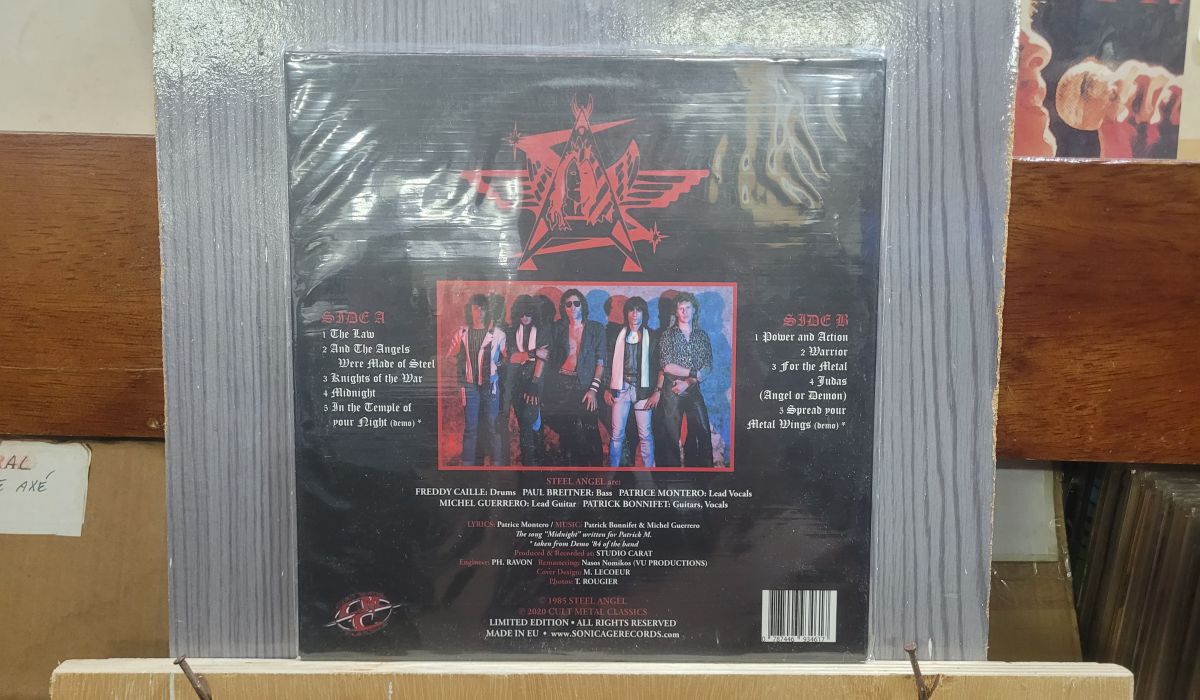 SIDE A
1 The Law
2 And The Angels
Were Made of Steel
3 Knights of the War
4 Midnight
5 In the Temple of
your Night (demo) *
SIDE B
1 Power and Action
2 Warrior
3 For the Metal
4 Judas
(Angel or Demon)
5 Spread your
Metal Wings (demo) *
STEEL ANGEL are:
FREDDY CAILLE: Drums PAUL BREITNER: Bass PATRICE MONTERO: Lead Vocals
MICHEL GUERRERO: Lead Guitar PATRICK BONNIFET: Guitars, Vocals
LYRICS: Patrice Montero / MUSIC: Patrick Bonnifet & Michel Guerrero
The song "Midnight" written for Patrick M.
* taken from Demo '84 of the band
Produced & Recorded at: STUDIO CARAT
Engineer: PH. RAVON Remastering: Nasos Nomikos (VU PRODUCTIONS)
Cover Design: M. LECOEUR
Photos: T. ROUGIER
© 1985 STEEL ANGEL
℗ 2020 CULT METAL CLASSICS
LIMITED EDITION • ALL RIGHTS RESERVED
MADE IN EU • www.SONICAGERECORDS.com
CMC
0 787446 934617
RAL
E AXÉ